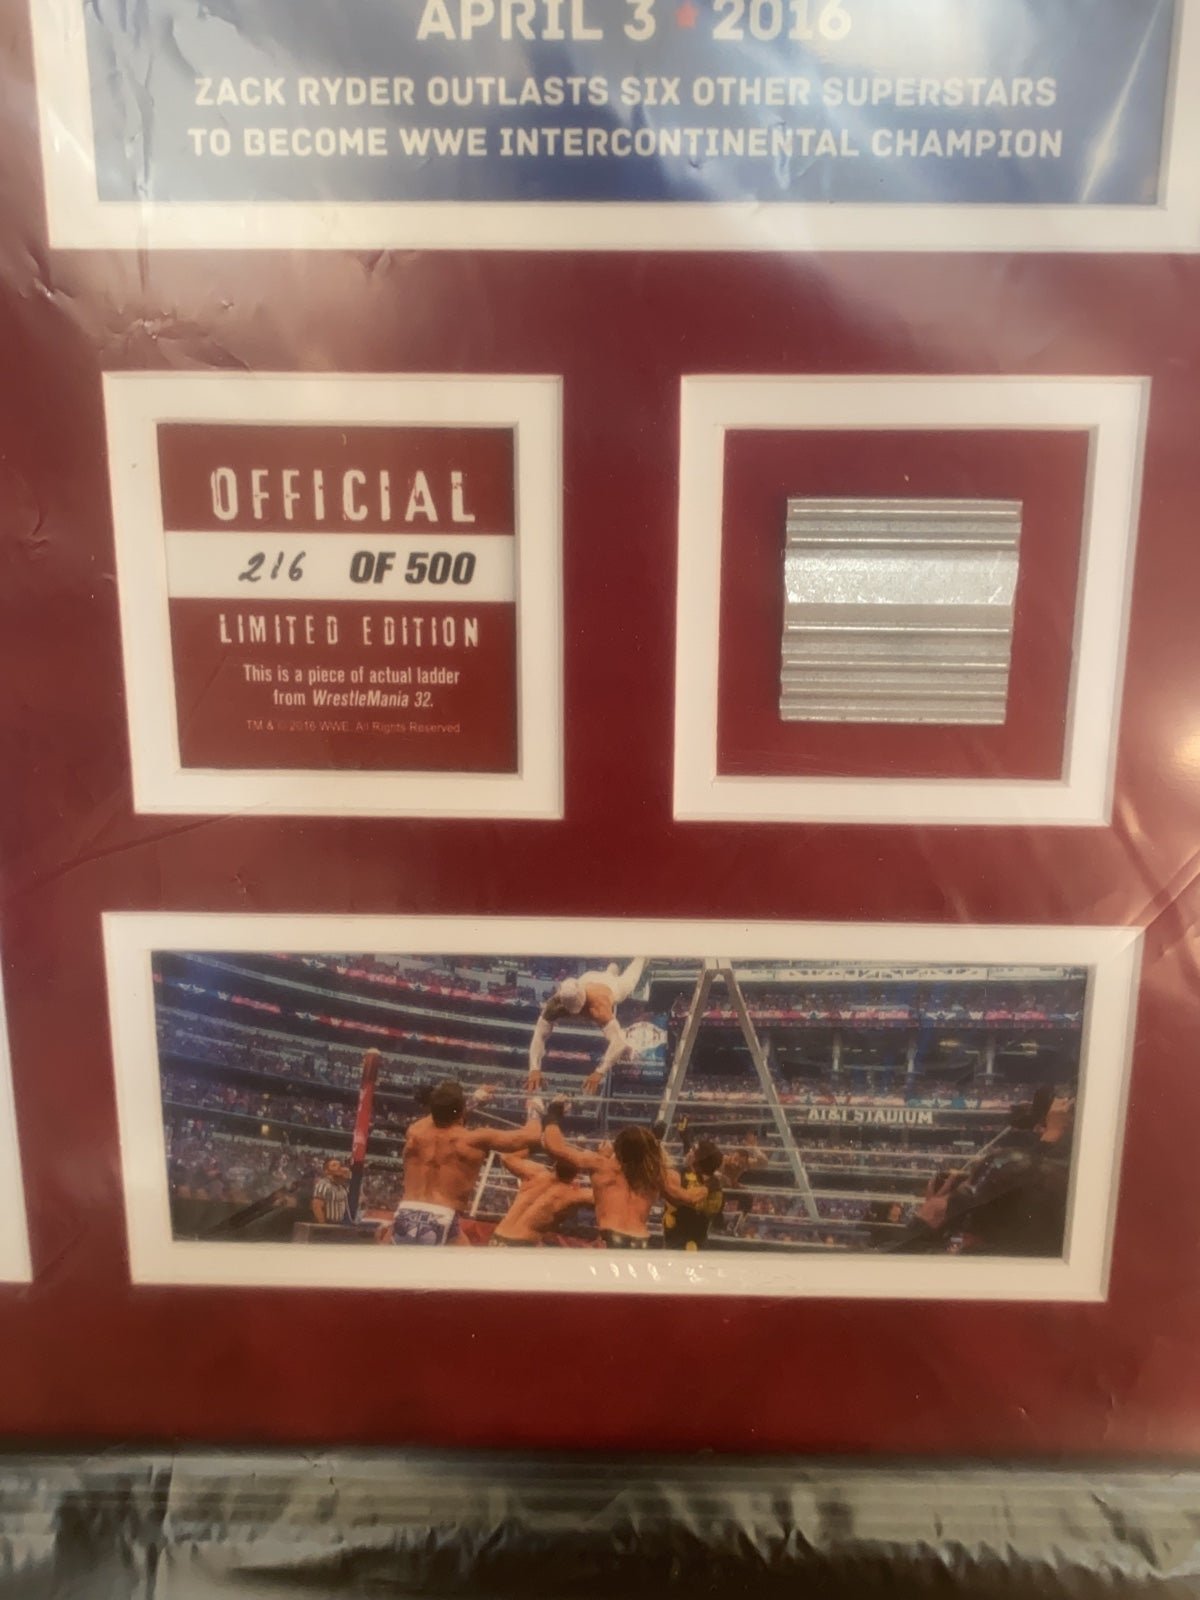 APRIL 3 ★ 2016
ZACK RYDER OUTLASTS SIX OTHER SUPERSTARS
TO BECOME WWE INTERCONTINENTAL CHAMPION
OFFICIAL
216 OF 500
LIMITED EDITION
This is a piece of actual ladder
from WrestleMania 32.
TM & © 2016 WWE. All Rights Reserved
AT&T STADIUM